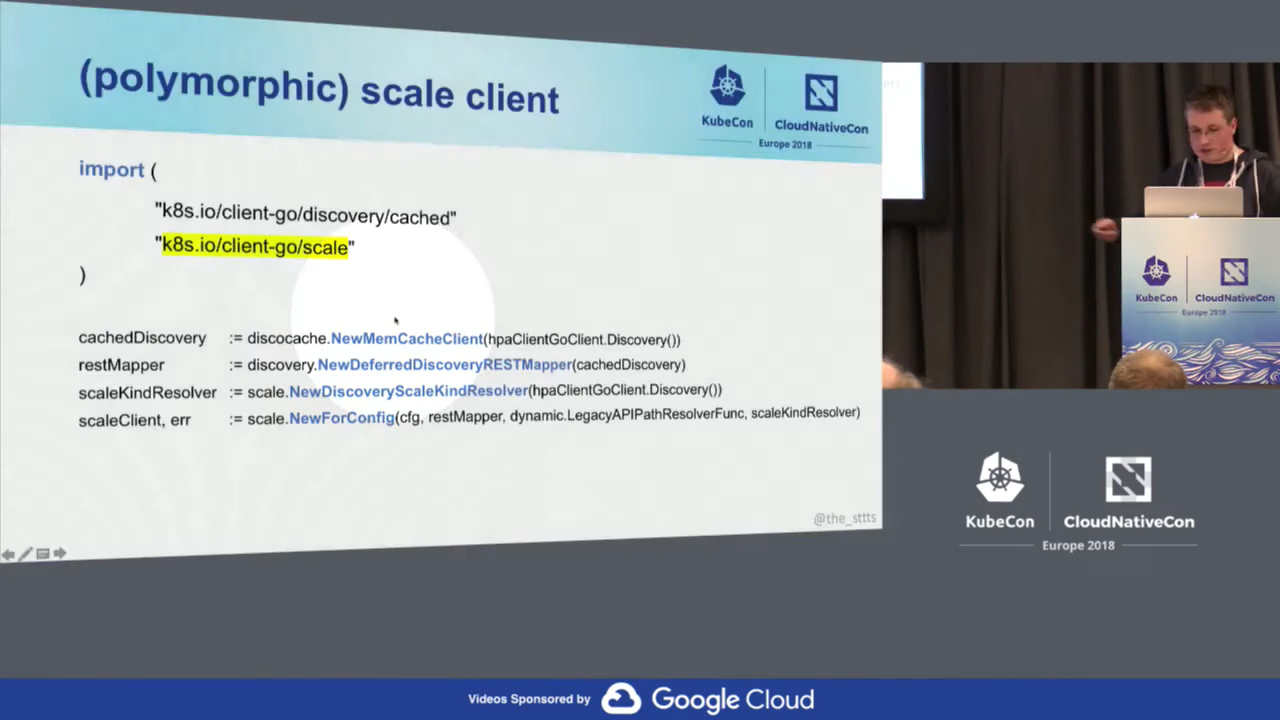 (polymorphic) scale client
KubeCon
CloudNativeCon
Europe 2018
import (
"k8s.io/client-go/discovery/cached"
"k8s.io/client-go/scale"
)
cachedDiscovery := discocache.NewMemCacheClient(hpaClientGoClient.Discovery())
restMapper := discovery.NewDeferredDiscoveryRESTMapper(cachedDiscovery)
scaleKindResolver := scale.NewDiscoveryScaleKindResolver(hpaClientGoClient.Discovery())
scaleClient, err := scale.NewForConfig(cfg, restMapper, dynamic.LegacyAPIPathResolverFunc, scaleKindResolver)
@the_sttts
KubeCon
CloudNativeCon
Europe 2018
KubeCon
CloudNativeCon
Europe 2018
Videos Sponsored by Google Cloud